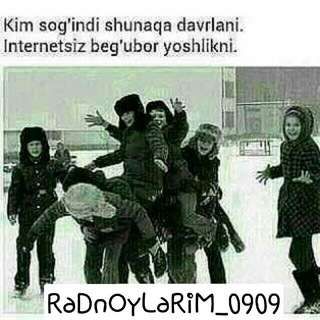 Kim sog'indi shunaqa davrlani.
Internetsiz beg'ubor yoshlikni.
RaDnOYLaRiM_0909